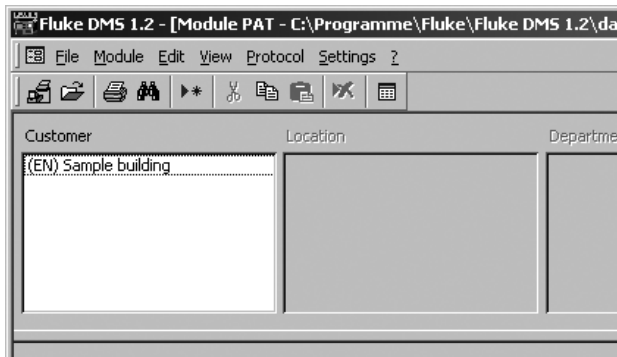 Fluke DMS 1.2 - [Module PAT - C:\Programme\Fluke\Fluke DMS 1.2\da
File Module Edit View Protocol Settings ?
Customer Location Departme
(EN) Sample building